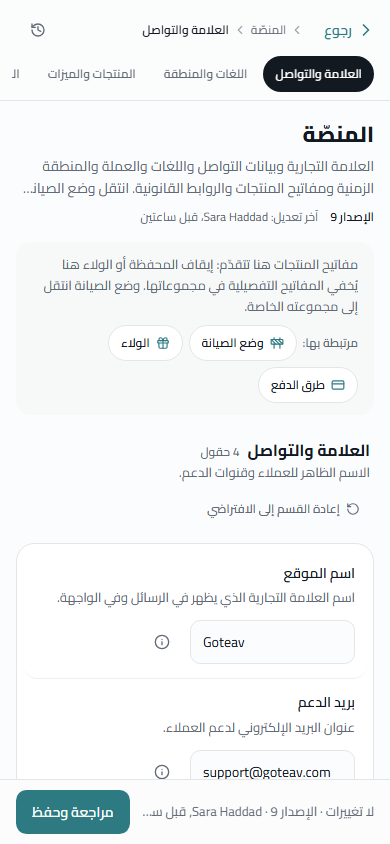 رجوع
المنصّة
العلامة والتواصل
العلامة والتواصل
اللغات والمنطقة
المنتجات والميزات
المنصّة
العلامة التجارية وبيانات التواصل واللغات والعملة والمنطقة
الزمنية ومفاتيح المنتجات والروابط القانونية. انتقل وضع الصيانـ...
الإصدار 9 آخر تعديل: Sara Haddad، قبل ساعتين
مفاتيح المنتجات هنا تتقدّم: إيقاف المحفظة أو الولاء هنا
يُخفي المفاتيح التفصيلية في مجموعاتها. وضع الصيانة انتقل
إلى مجموعته الخاصة.
مرتبطة بها:
وضع الصيانة
الولاء
طرق الدفع
العلامة والتواصل 4 حقول
الاسم الظاهر للعملاء وقنوات الدعم.
إعادة القسم إلى الافتراضي
اسم الموقع
اسم العلامة التجارية الذي يظهر في الرسائل وفي الواجهة.
Goteav
بريد الدعم
عنوان البريد الإلكتروني لدعم العملاء.
support@goteav.com
لا تغييرات · الإصدار 9 · Sara Haddad، قبل سـ...
مراجعة وحفظ